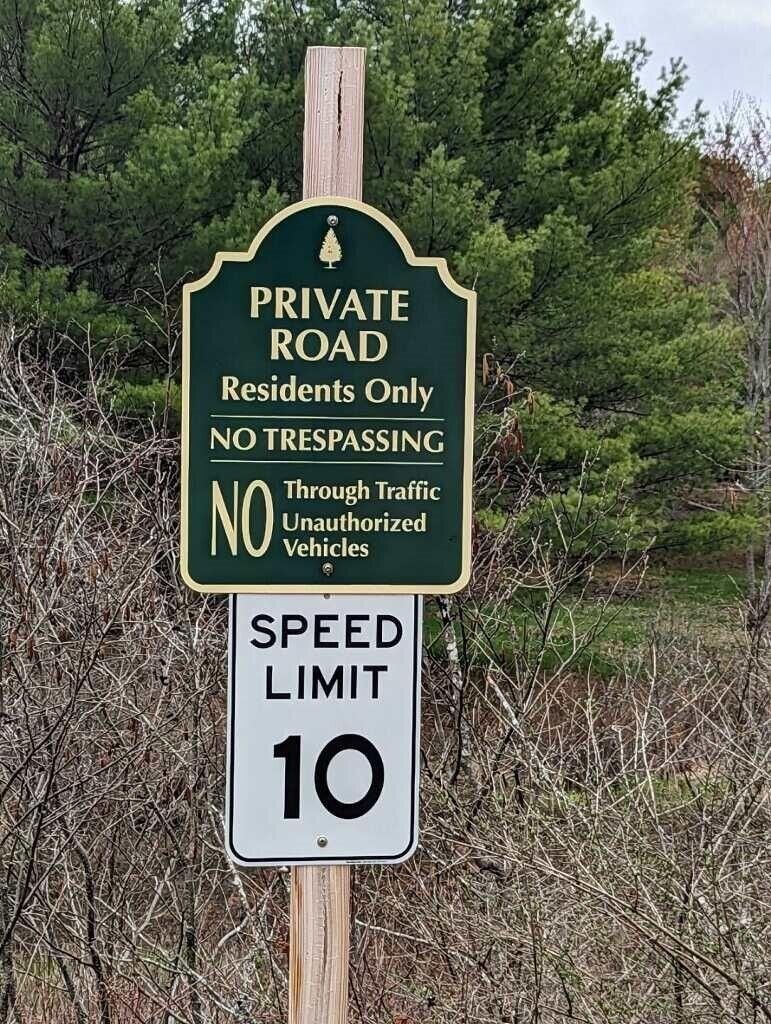 PRIVATE
ROAD
Residents Only
NO TRESPASSING
NO Through Traffic
Unauthorized
Vehicles
SPEED
LIMIT
10